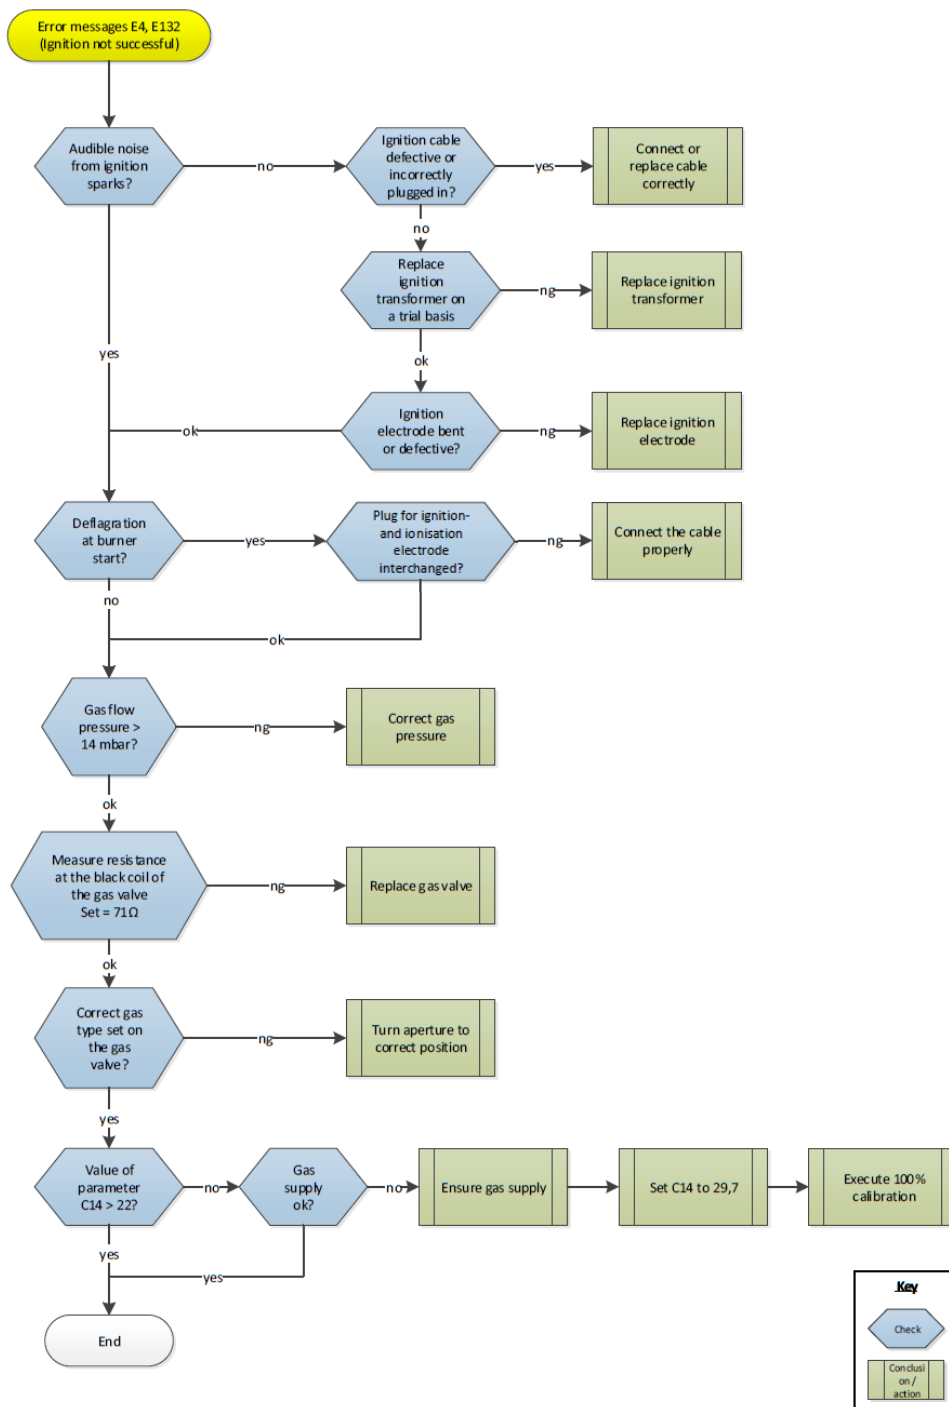 Error messages E4, E132
(Ignition not successful)
Audible noise
from ignition
sparks?
no
Ignition cable
defective or
incorrectly
plugged in?
yes
Connect or
replace cable
correctly
no
Replace
ignition
transformer on
a trial basis
ng
Replace ignition
transformer
yes
ok
Ignition
electrode bent
or defective?
ok
ng
Replace ignition
electrode
Deflagration
at burner
start?
yes
Plug for ignition-
and ionisation
electrode
interchanged?
ng
Connect the cable
properly
no
ok
Gas flow
pressure >
14 mbar?
ng
Correct gas
pressure
ok
Measure resistance
at the black coil of
the gas valve
Set = 71Ω
ng
Replace gas valve
ok
Correct gas
type set on
the gas
valve?
ng
Turn aperture to
correct position
yes
Value of
parameter
C14 > 22?
no
Gas
supply
ok?
no
Ensure gas supply
Set C14 to 29,7
Execute 100%
calibration
yes
yes
End
Key
Check
Conclusi
on /
action